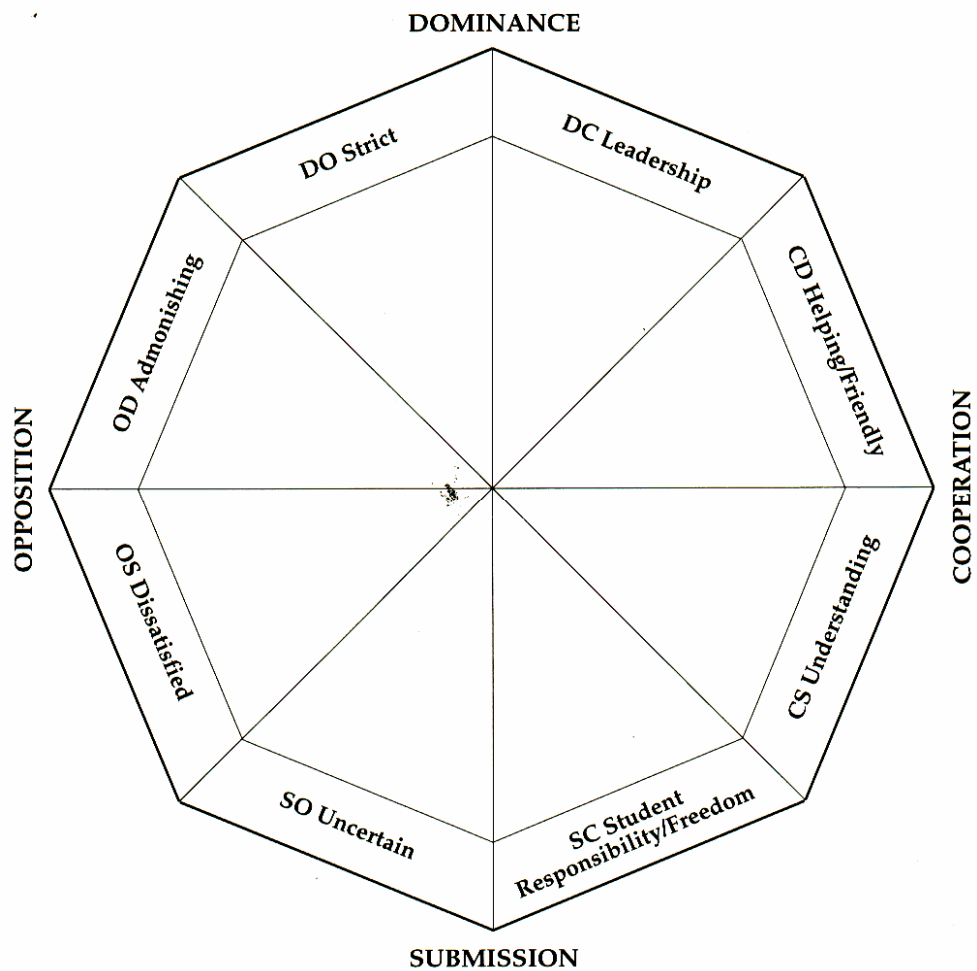 DOMINANCE
DO Strict
DC Leadership
OD Admonishing
CD Helping/Friendly
OPPOSITION
COOPERATION
OS Dissatisfied
CS Understanding
SO Uncertain
SC Student
Responsibility/Freedom
SUBMISSION